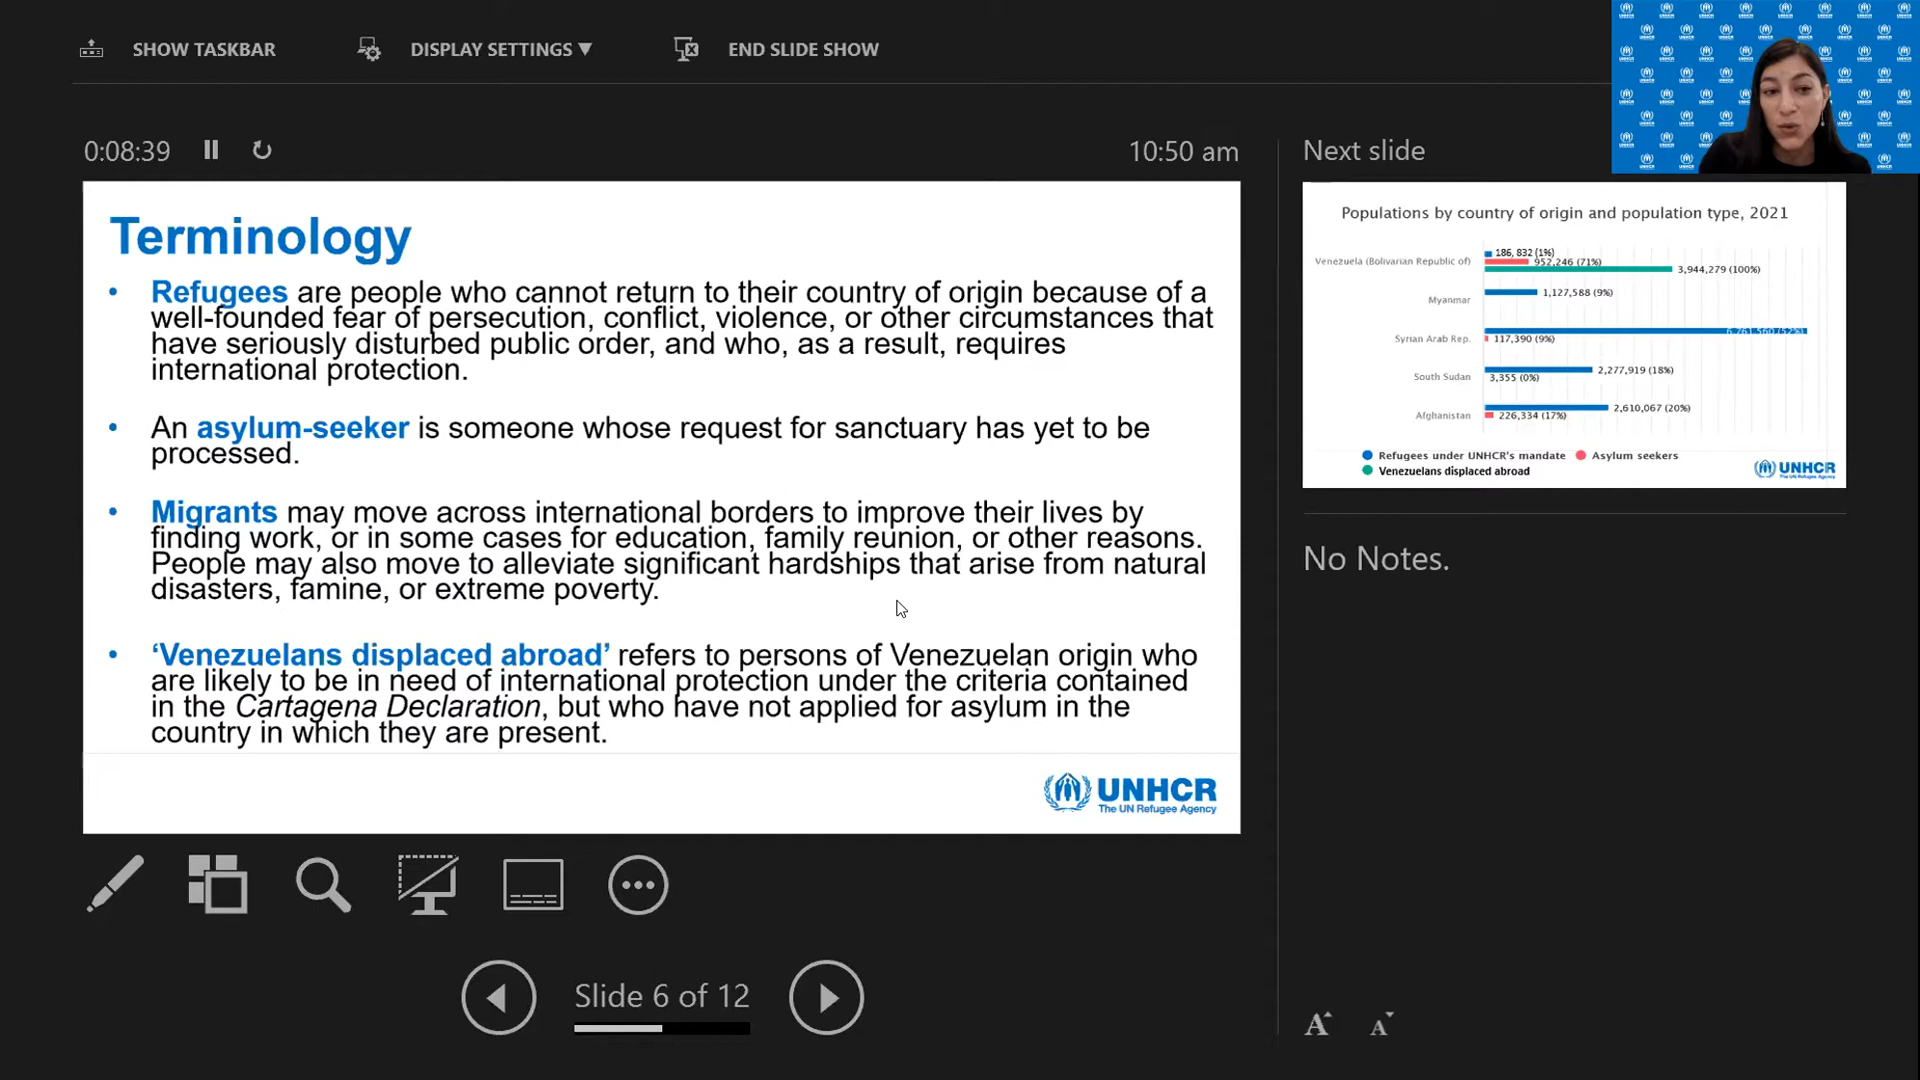 SHOW TASKBAR
DISPLAY SETTINGS ▼
END SLIDE SHOW
0:08:39
10:50 am
Terminology
• Refugees are people who cannot return to their country of origin because of a
well-founded fear of persecution, conflict, violence, or other circumstances that
have seriously disturbed public order, and who, as a result, requires
international protection.
• An asylum-seeker is someone whose request for sanctuary has yet to be
processed.
• Migrants may move across international borders to improve their lives by
finding work, or in some cases for education, family reunion, or other reasons.
People may also move to alleviate significant hardships that arise from natural
disasters, famine, or extreme poverty.
• ‘Venezuelans displaced abroad’ refers to persons of Venezuelan origin who
are likely to be in need of international protection under the criteria contained
in the Cartagena Declaration, but who have not applied for asylum in the
country in which they are present.
UNHCR
The UN Refugee Agency
Slide 6 of 12
Next slide
Populations by country of origin and population type, 2021
186, 832 (1%)
Venezuela (Bolivarian Republic of)
952,246 (71%)
3,944,279 (100%)
Myanmar
1,127,588 (9%)
6,761,560 (52%)
Syrian Arab Rep.
117,390 (9%)
2,277,919 (18%)
South Sudan
3,355 (0%)
2,610,067 (20%)
Afghanistan
226,334 (17%)
Refugees under UNHCR's mandate
Asylum seekers
Venezuelans displaced abroad
UNHCR
The UN Refugee Agency
No Notes.
A A